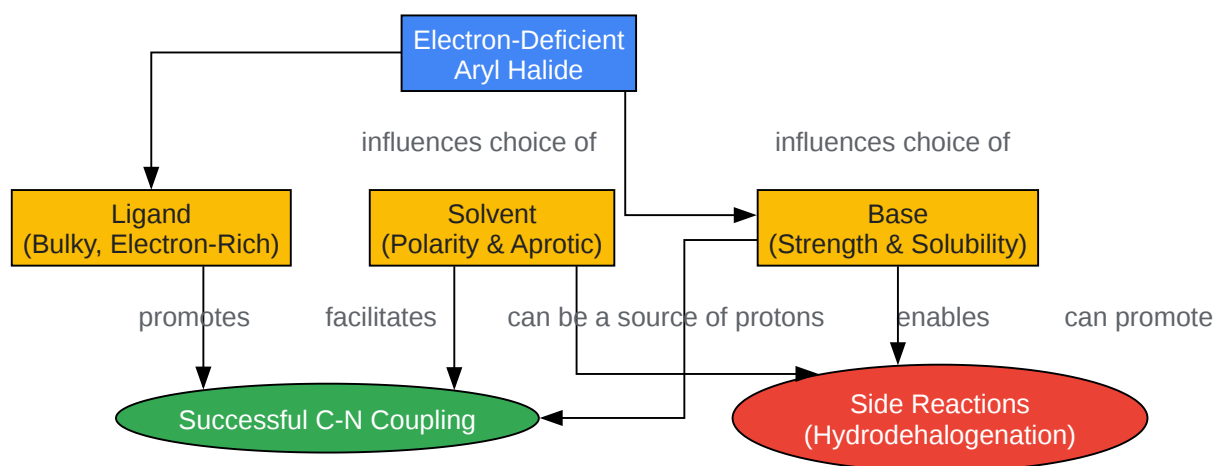 Electron-Deficient
Aryl Halide
influences choice of
influences choice of
Ligand
(Bulky, Electron-Rich)
Solvent
(Polarity & Aprotic)
Base
(Strength & Solubility)
promotes
facilitates
can be a source of protons
enables
can promote
Successful C-N Coupling
Side Reactions
(Hydrodehalogenation)